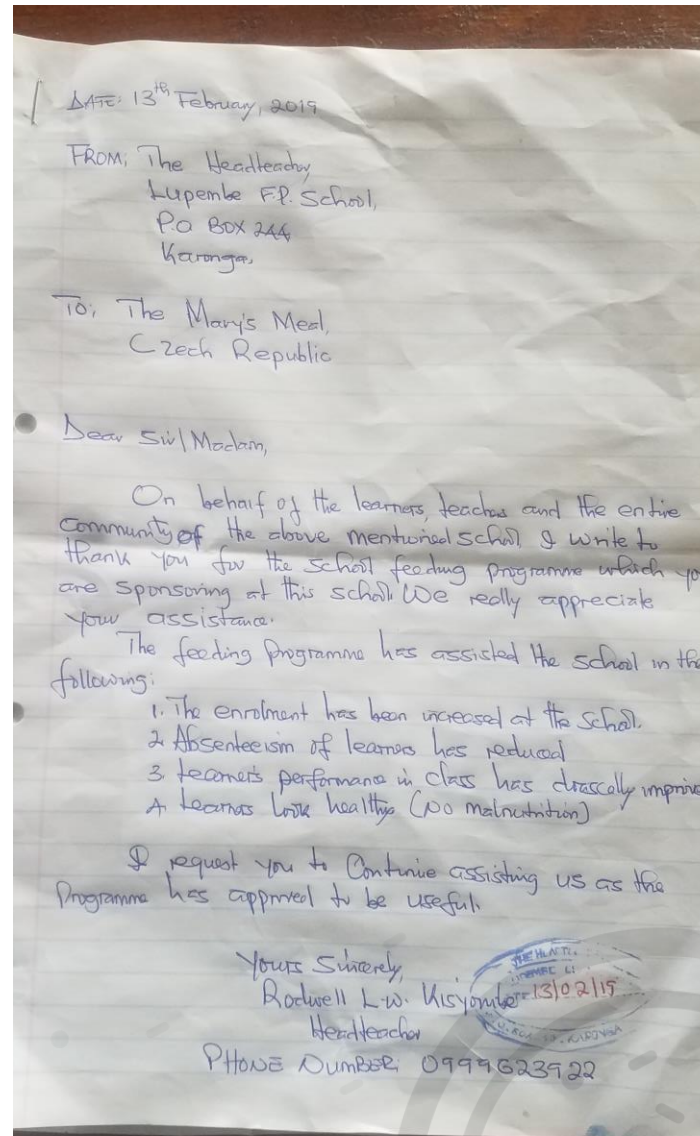 DATE: 13th February, 2019
FROM: The Headteacher,
Lupembe F.P. School,
P.O BOX 244
Karonga.
TO: The Mary's Meal,
Czech Republic
Dear Sir/Madam,
On behalf of the learners, teachers and the entire
community of the above mentioned school, I write to
thank you for the school feeding programme which yo
are sponsoring at this school. We really appreciate
your assistance.
The feeding programme has assisted the school in the
following:
1. The enrolment has been increased at the school.
2. Absenteeism of learners has reduced
3. Learners performance in class has drascally improve
4. Learners look healthy (No malnutrition)
I request you to Continue assisting us as the
Programme has approved to be useful.
Yours Sincerely,
Rodwell L.W. Kisyombe
13/02/19
Headteacher
PHONE NUMBER: 0999623922